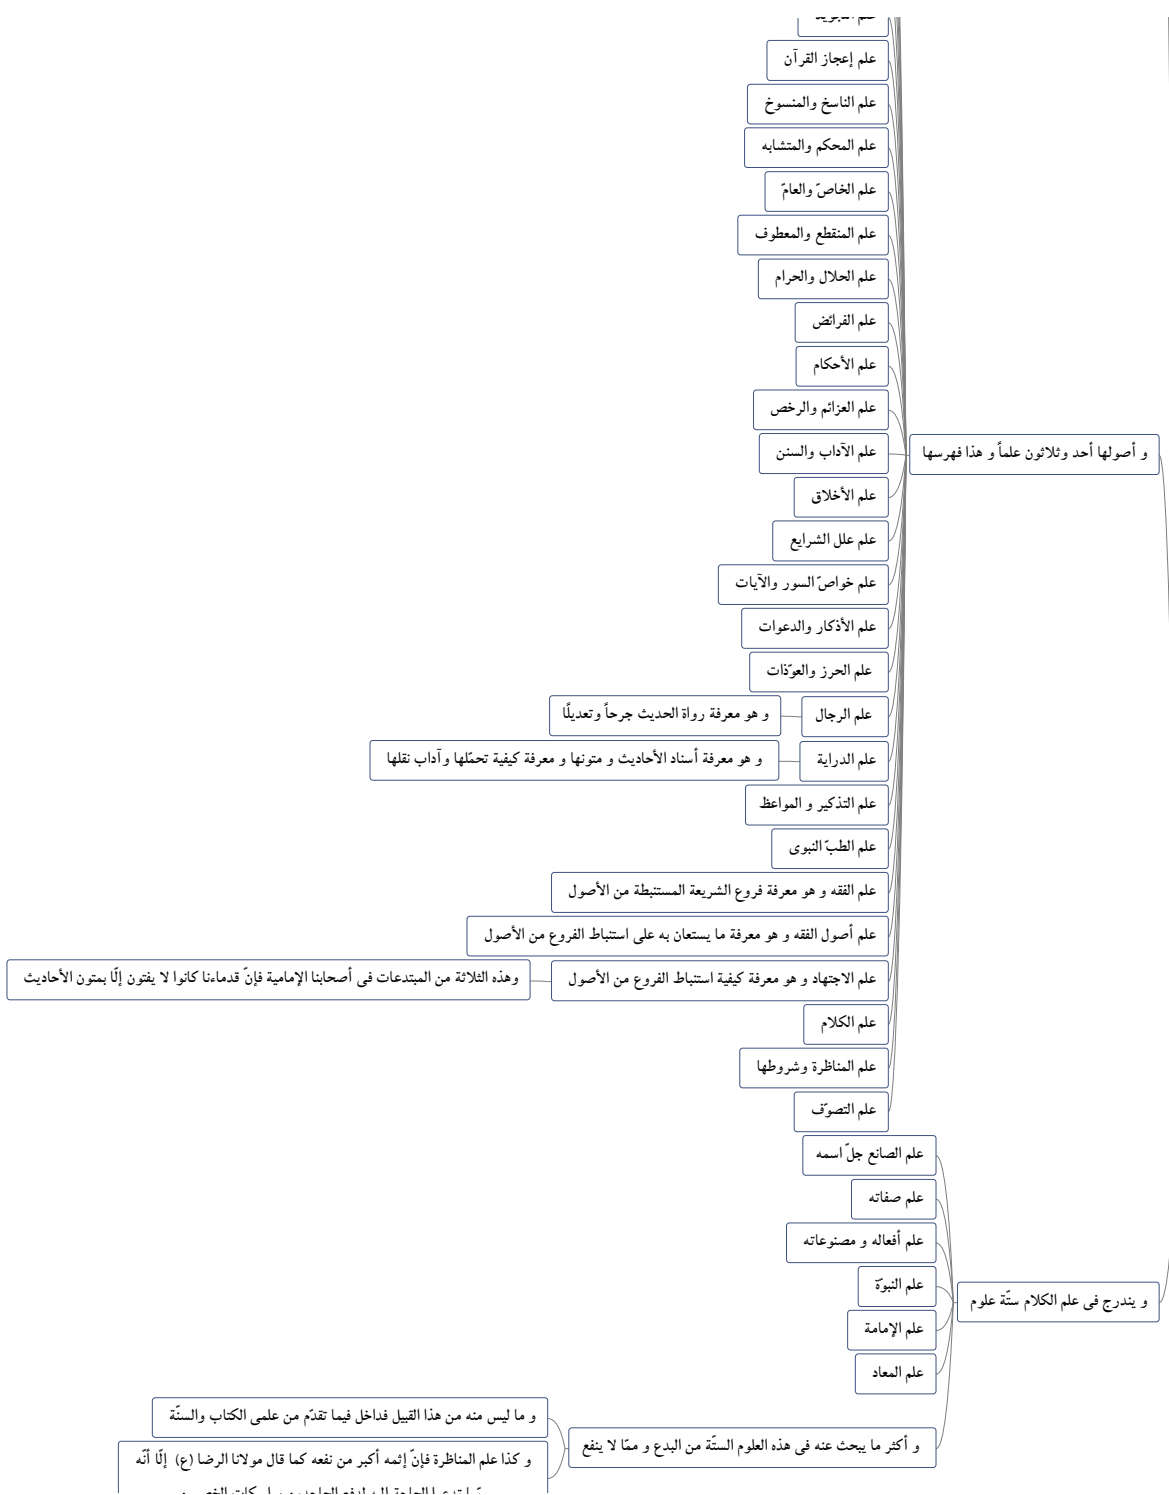 علم التجويد
علم إعجاز القرآن
علم الناسخ والمنسوخ
علم المحكم والمتشابه
علم الخاصّ والعامّ
علم المنقطع والمعطوف
علم الحلال والحرام
علم الفرائض
علم الأحكام
علم العزائم والرخص
و أصولها أحد وثلاثون علماً و هذا فهرسها
علم الآداب والسنن
علم الأخلاق
علم علل الشرايع
علم خواصّ السور والآيات
علم الأذكار والدعوات
علم الحرز والعوّذات
علم الرجال
و هو معرفة رواة الحديث جرحاً وتعديلًا
علم الدراية
و هو معرفة أسناد الأحاديث و متونها و معرفة كيفية تحمّلها وآداب نقلها
علم التذكير و المواعظ
علم الطبّ النبوى
علم الفقه و هو معرفة فروع الشريعة المستنبطة من الأصول
علم أصول الفقه و هو معرفة ما يستعان به على استنباط الفروع من الأصول
علم الاجتهاد و هو معرفة كيفية استنباط الفروع من الأصول
وهذه الثلاثة من المبتدعات فى أصحابنا الإمامية فإنّ قدماءنا كانوا لا يفتون إلّا بمتون الأحاديث
علم الكلام
علم المناظرة وشروطها
علم التصوّف
علم الصانع جلّ اسمه
علم صفاته
علم أفعاله و مصنوعاته
علم النبوّة
و يندرج فى علم الكلام ستّة علوم
علم الإمامة
علم المعاد
و أكثر ما يبحث عنه فى هذه العلوم الستّة من البدع و ممّا لا ينفع
و ما ليس منه من هذا القبيل فداخل فيما تقدّم من علمى الكتاب والسنّة
و كذا علم المناظرة فإنّ إثمه أكبر من نفعه كما قال مولانا الرضا (ع) إلّا أنّه